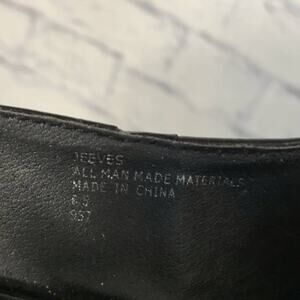 JEEVES
ALL MAN MADE MATERIALS
MADE IN CHINA
6.5
957